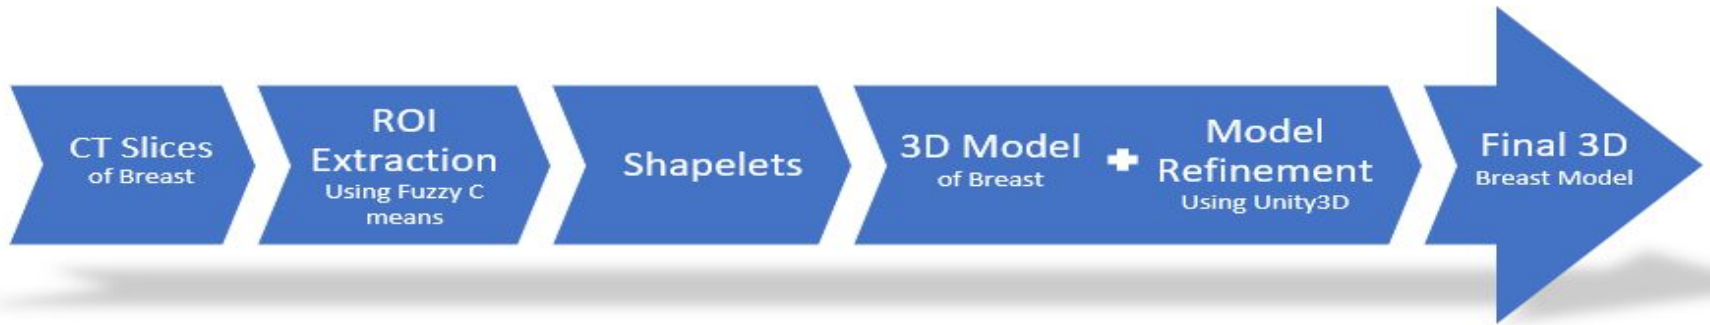 CT Slices
of Breast
ROI
Extraction
Using Fuzzy C
means
Shapelets
3D Model
of Breast
+
Model
Refinement
Using Unity3D
Final 3D
Breast Model